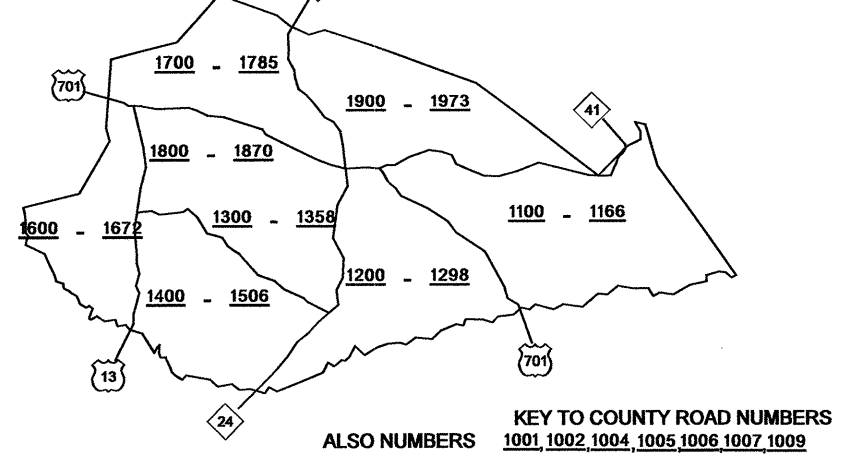 1700 - 1785
701
1900 - 1973
41
1800 - 1870
1100 - 1166
1300 - 1358
1600 - 1672
1200 - 1298
1400 - 1506
701
13
24
KEY TO COUNTY ROAD NUMBERS
ALSO NUMBERS 1001, 1002, 1004, 1005, 1006, 1007, 1009